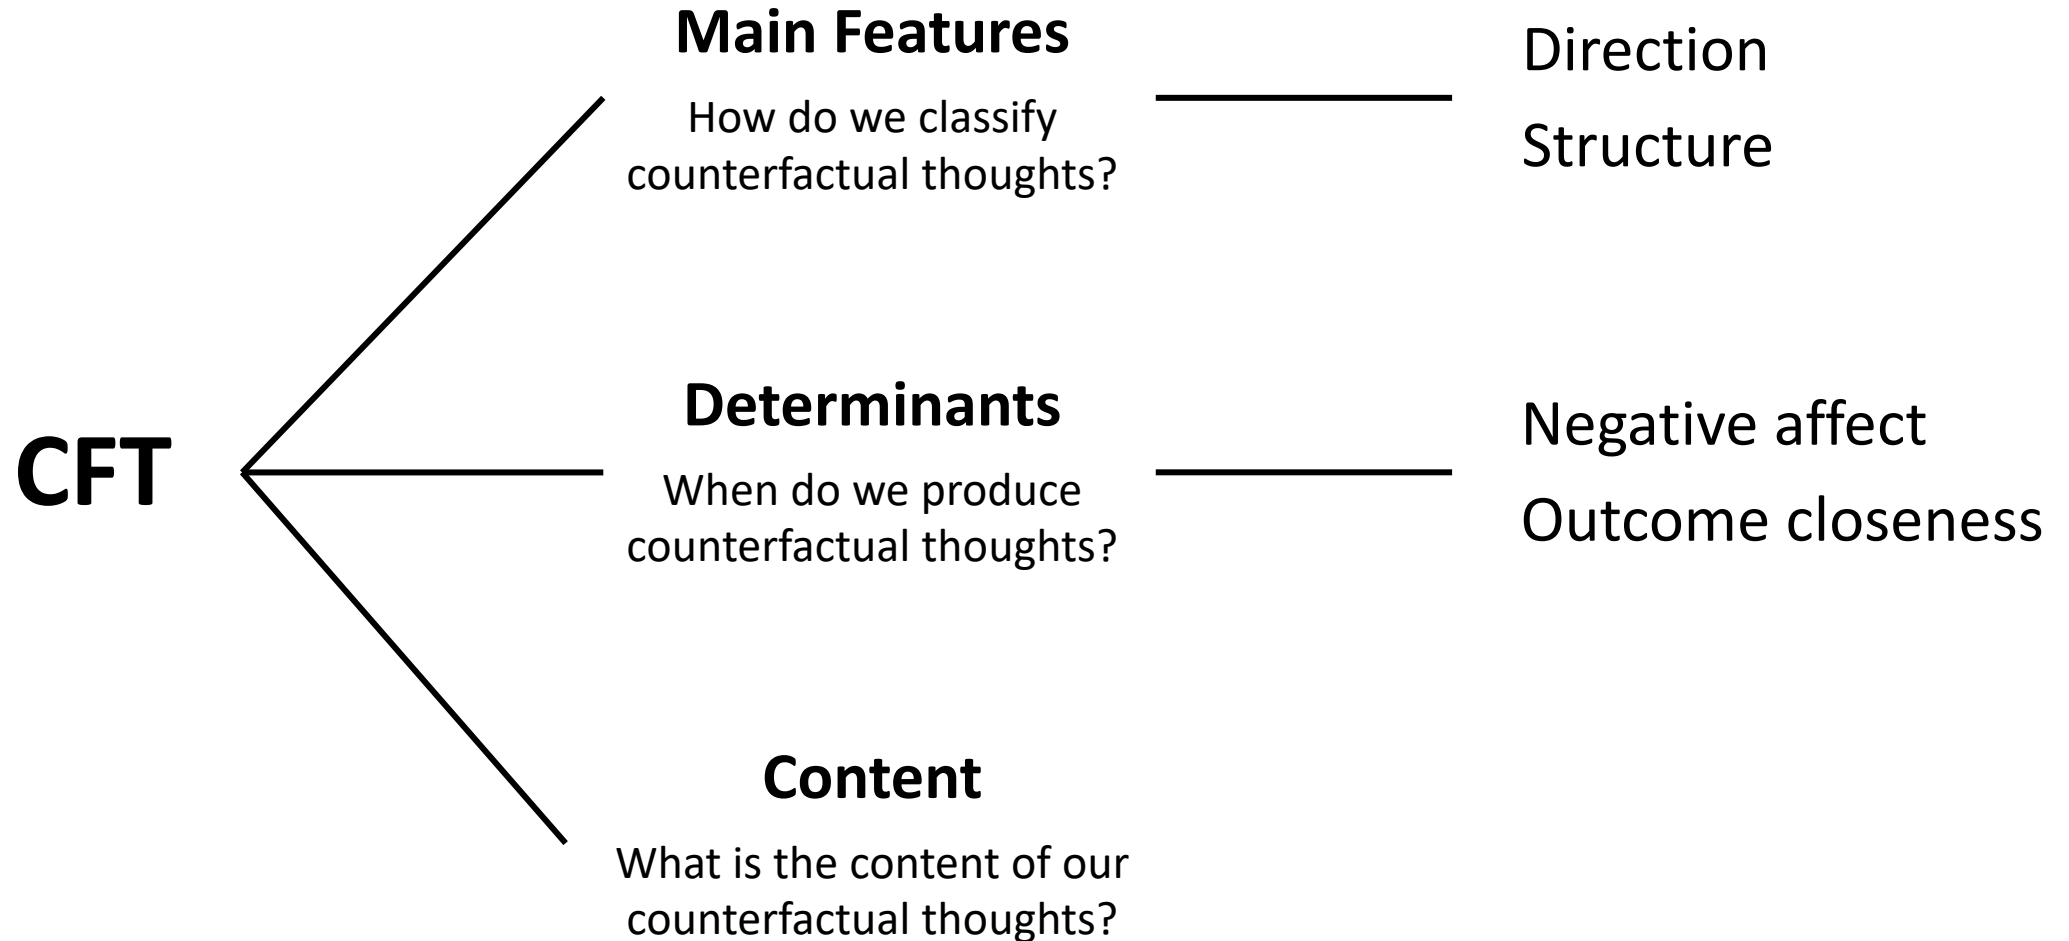 CFT
Main Features
How do we classify
counterfactual thoughts?
Direction
Structure
Determinants
When do we produce
counterfactual thoughts?
Negative affect
Outcome closeness
Content
What is the content of our
counterfactual thoughts?